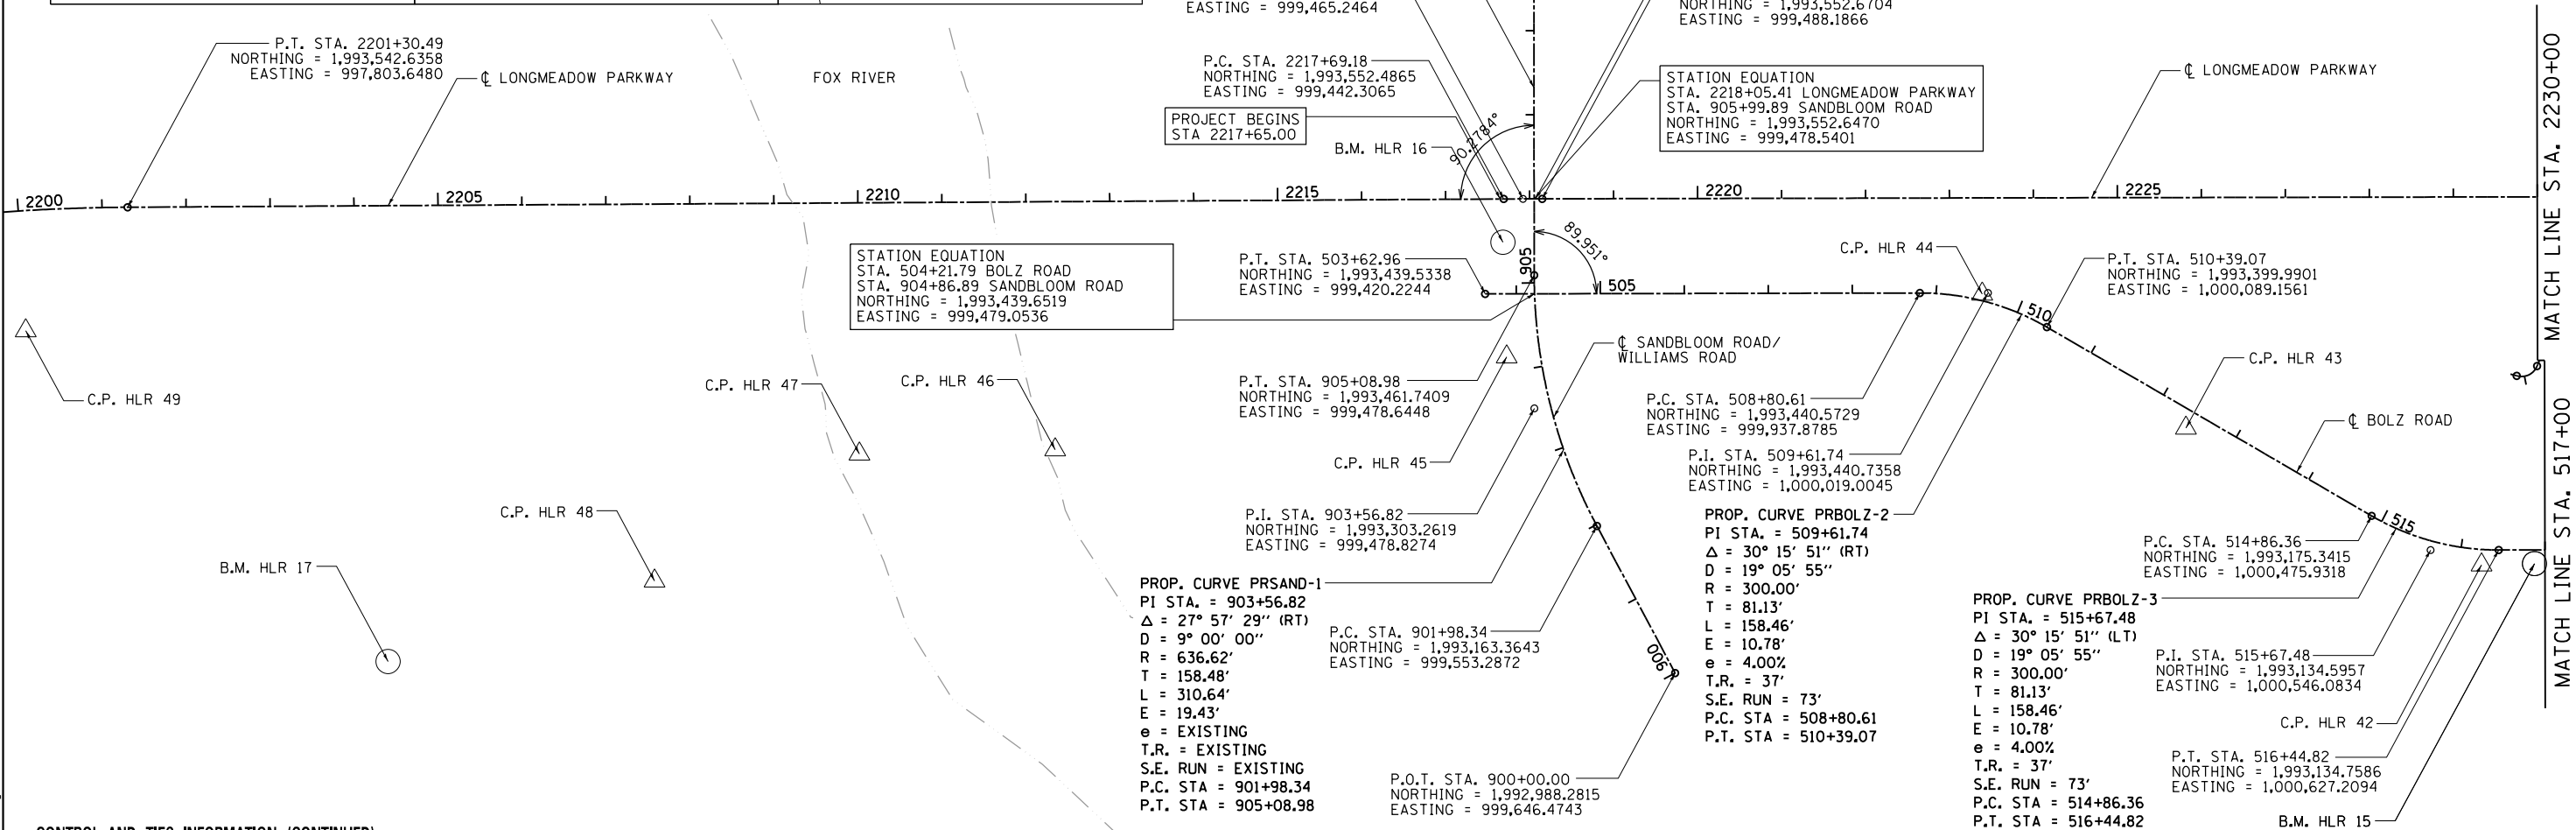 EASTING = 999,465.2464
NORTHING = 1,993,552.6704
EASTING = 999,488.1866
P.T. STA. 2201+30.49
NORTHING = 1,993,542.6358
EASTING = 997,803.6480
℄ LONGMEADOW PARKWAY
FOX RIVER
P.C. STA. 2217+69.18
NORTHING = 1,993,552.4865
EASTING = 999,442.3065
PROJECT BEGINS
STA 2217+65.00
B.M. HLR 16
90.2784°
STATION EQUATION
STA. 2218+05.41 LONGMEADOW PARKWAY
STA. 905+99.89 SANDBLOOM ROAD
NORTHING = 1,993,552.6470
EASTING = 999,478.5401
℄ LONGMEADOW PARKWAY
MATCH LINE STA. 2230+00
2200
2205
2210
2215
2220
2225
STATION EQUATION
STA. 504+21.79 BOLZ ROAD
STA. 904+86.89 SANDBLOOM ROAD
NORTHING = 1,993,439.6519
EASTING = 999,479.0536
P.T. STA. 503+62.96
NORTHING = 1,993,439.5338
EASTING = 999,420.2244
905
89.951°
505
C.P. HLR 44
P.T. STA. 510+39.07
NORTHING = 1,993,399.9901
EASTING = 1,000,089.1561
510
C.P. HLR 49
C.P. HLR 47
C.P. HLR 46
P.T. STA. 905+08.98
NORTHING = 1,993,461.7409
EASTING = 999,478.6448
℄ SANDBLOOM ROAD/
WILLIAMS ROAD
C.P. HLR 43
P.C. STA. 508+80.61
NORTHING = 1,993,440.5729
EASTING = 999,937.8785
℄ BOLZ ROAD
C.P. HLR 45
P.I. STA. 509+61.74
NORTHING = 1,993,440.7358
EASTING = 1,000,019.0045
MATCH LINE STA. 517+00
C.P. HLR 48
B.M. HLR 17
P.I. STA. 903+56.82
NORTHING = 1,993,303.2619
EASTING = 999,478.8274
PROP. CURVE PRSAND-1
PI STA. = 903+56.82
Δ = 27° 57' 29'' (RT)
D = 9° 00' 00''
R = 636.62'
T = 158.48'
L = 310.64'
E = 19.43'
e = EXISTING
T.R. = EXISTING
S.E. RUN = EXISTING
P.C. STA = 901+98.34
P.T. STA = 905+08.98
P.C. STA. 901+98.34
NORTHING = 1,993,163.3643
EASTING = 999,553.2872
900
P.O.T. STA. 900+00.00
NORTHING = 1,992,988.2815
EASTING = 999,646.4743
PROP. CURVE PRBOLZ-2
PI STA. = 509+61.74
Δ = 30° 15' 51'' (RT)
D = 19° 05' 55''
R = 300.00'
T = 81.13'
L = 158.46'
E = 10.78'
e = 4.00%
T.R. = 37'
S.E. RUN = 73'
P.C. STA = 508+80.61
P.T. STA = 510+39.07
515
P.C. STA. 514+86.36
NORTHING = 1,993,175.3415
EASTING = 1,000,475.9318
PROP. CURVE PRBOLZ-3
PI STA. = 515+67.48
Δ = 30° 15' 51'' (LT)
D = 19° 05' 55''
R = 300.00'
T = 81.13'
L = 158.46'
E = 10.78'
e = 4.00%
T.R. = 37'
S.E. RUN = 73'
P.C. STA = 514+86.36
P.T. STA = 516+44.82
P.I. STA. 515+67.48
NORTHING = 1,993,134.5957
EASTING = 1,000,546.0834
C.P. HLR 42
P.T. STA. 516+44.82
NORTHING = 1,993,134.7586
EASTING = 1,000,627.2094
B.M. HLR 15
CONTROL AND TIES INFORMATION (CONTINUED)